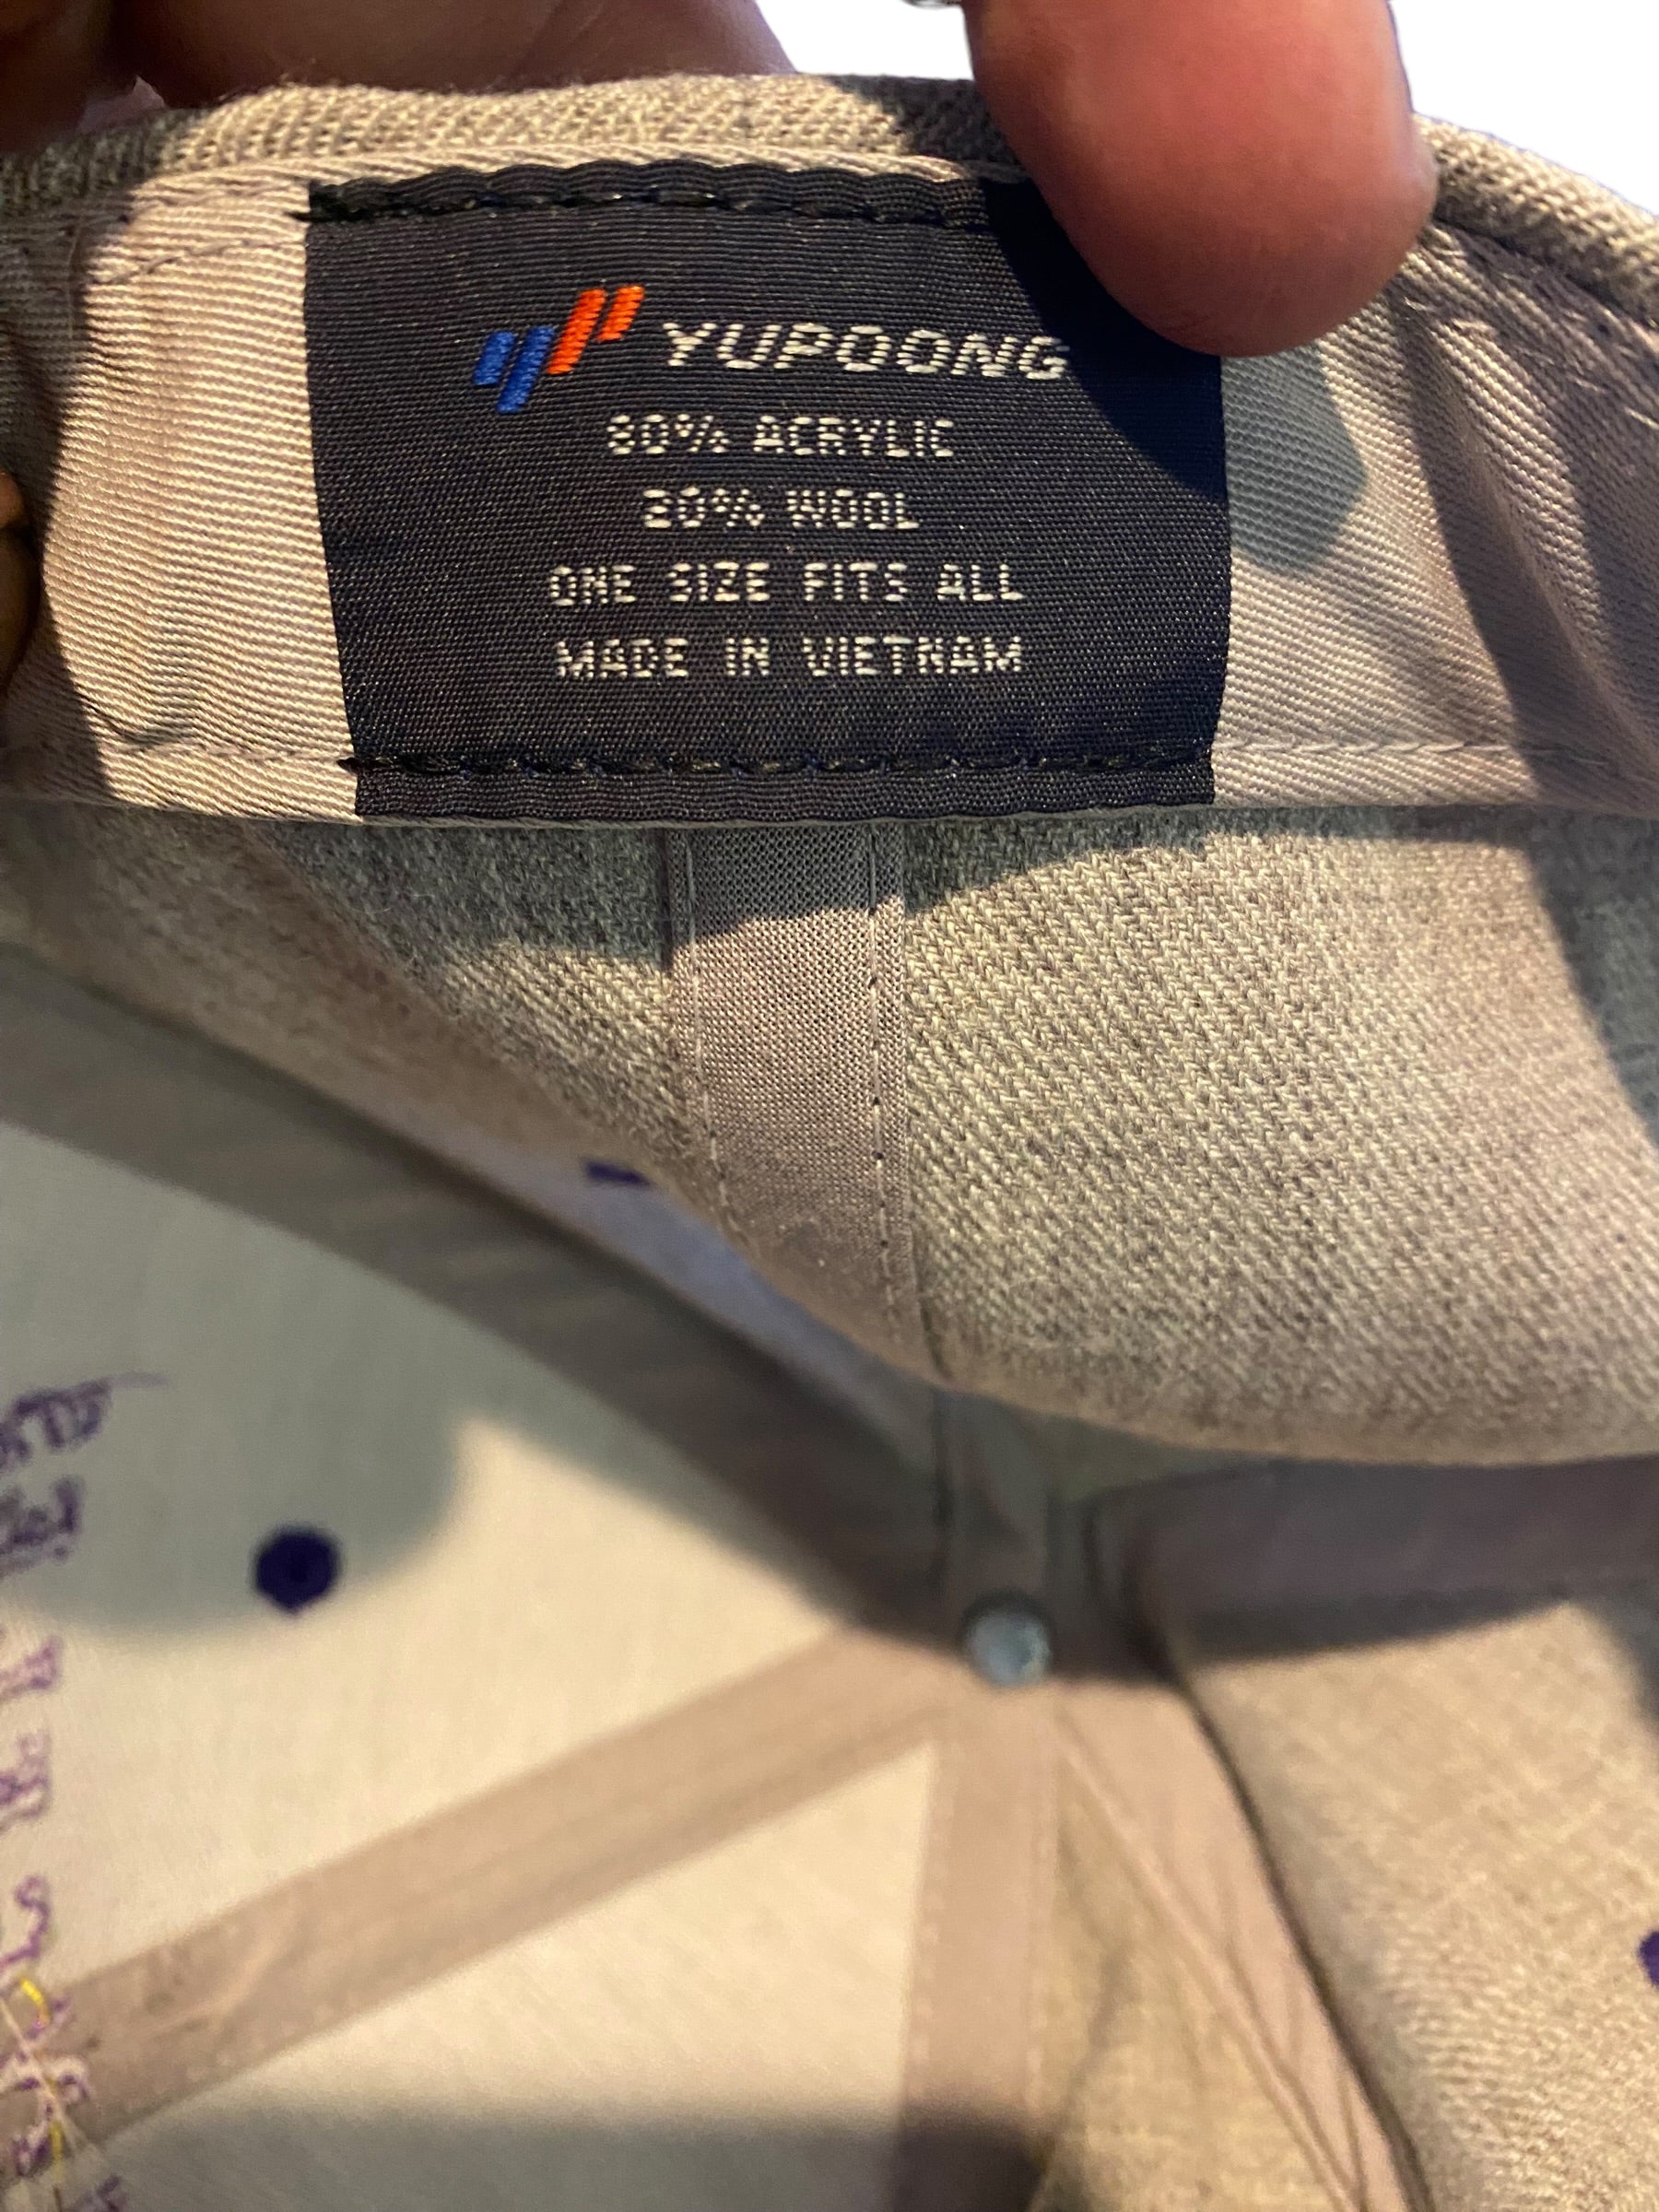 YUPOONG
80% ACRYLIC
20% WOOL
ONE SIZE FITS ALL
MADE IN VIETNAM